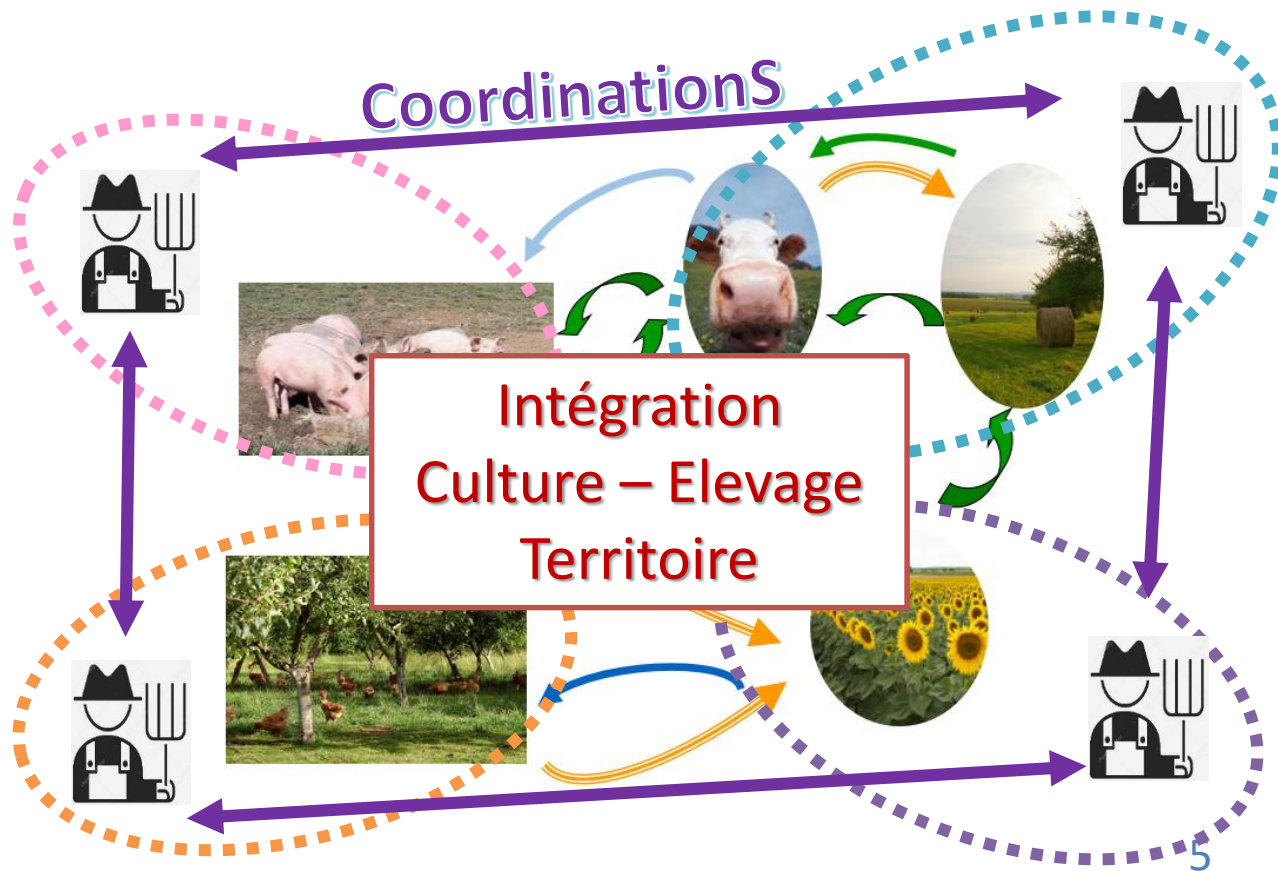 CoordinationS
Intégration
Culture – Elevage
Territoire
5